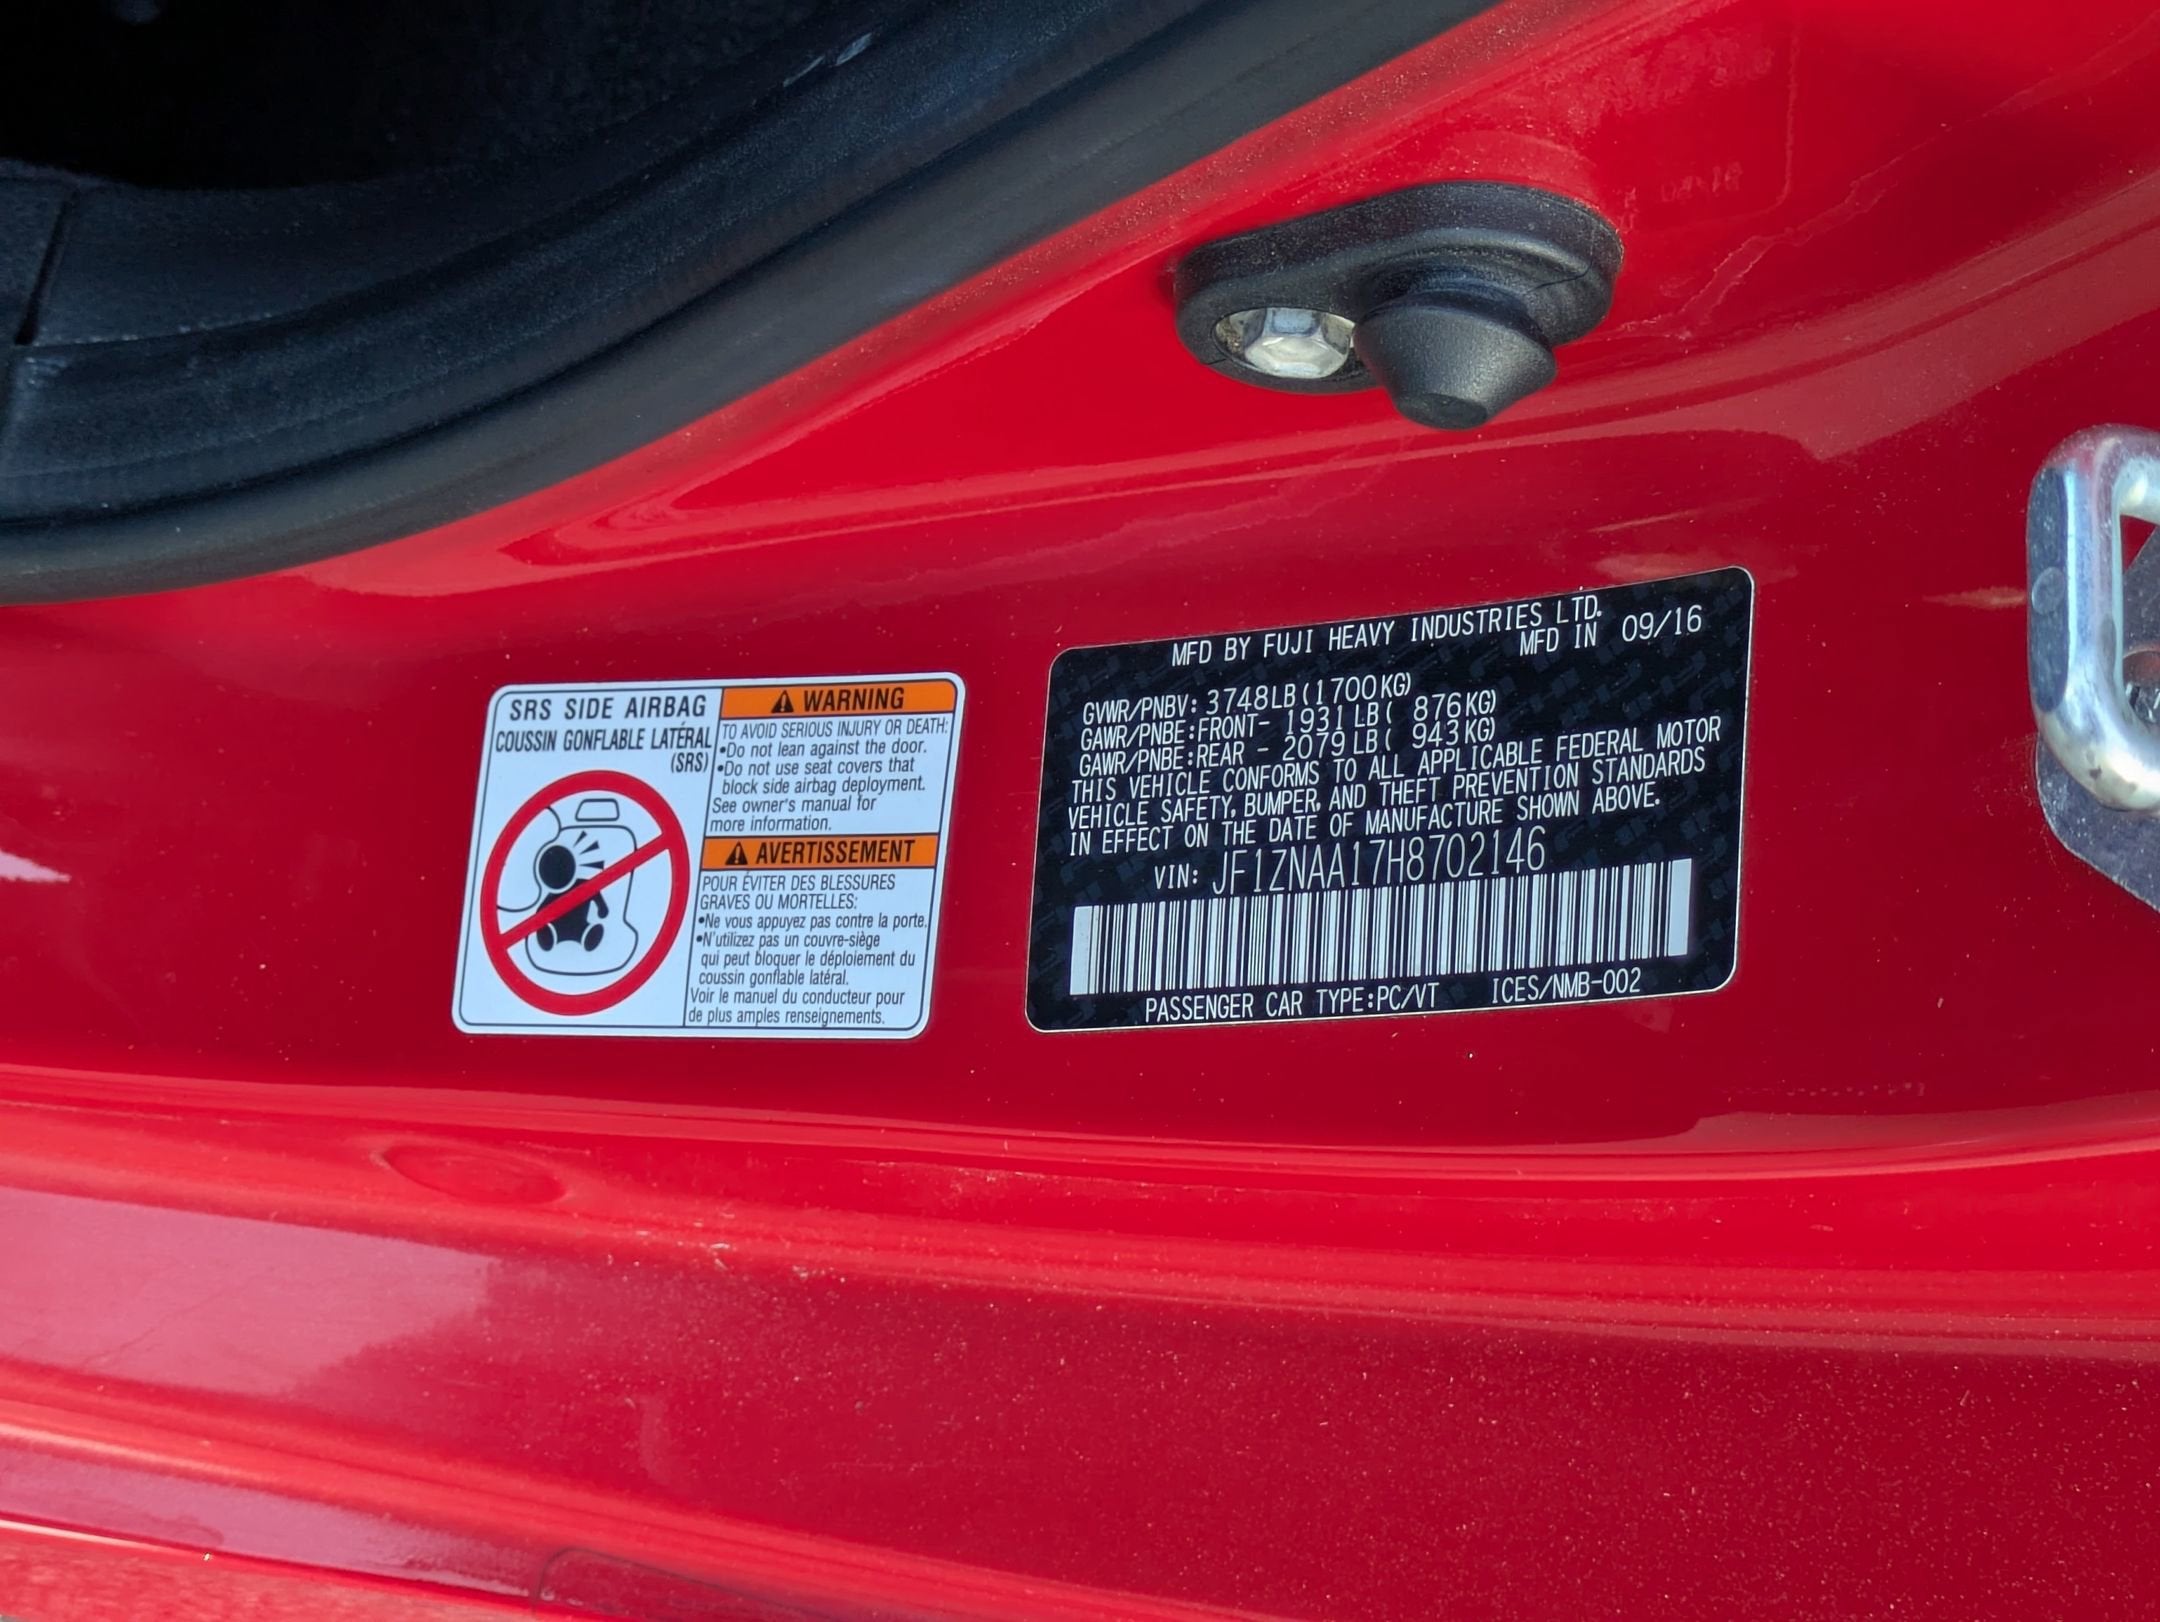 SRS SIDE AIRBAG
COUSSIN GONFLABLE LATÉRAL
(SRS)
WARNING
TO AVOID SERIOUS INJURY OR DEATH:
•Do not lean against the door.
•Do not use seat covers that
block side airbag deployment.
See owner's manual for
more information.
AVERTISSEMENT
POUR ÉVITER DES BLESSURES
GRAVES OU MORTELLES:
•Ne vous appuyez pas contre la porte.
•N'utilizez pas un couvre-siège
qui peut bloquer le déploiement du
coussin gonflable latéral.
Voir le manuel du conducteur pour
de plus amples renseignements.
MFD BY FUJI HEAVY INDUSTRIES LTD.
MFD IN 09/16
GVWR/PNBV: 3748LB(1700KG)
GAWR/PNBE:FRONT- 1931LB( 876KG)
GAWR/PNBE:REAR - 2079LB( 943KG)
THIS VEHICLE CONFORMS TO ALL APPLICABLE FEDERAL MOTOR
VEHICLE SAFETY, BUMPER, AND THEFT PREVENTION STANDARDS
IN EFFECT ON THE DATE OF MANUFACTURE SHOWN ABOVE.
VIN: JF1ZNAA17H8702146
PASSENGER CAR TYPE:PC/VT ICES/NMB-002